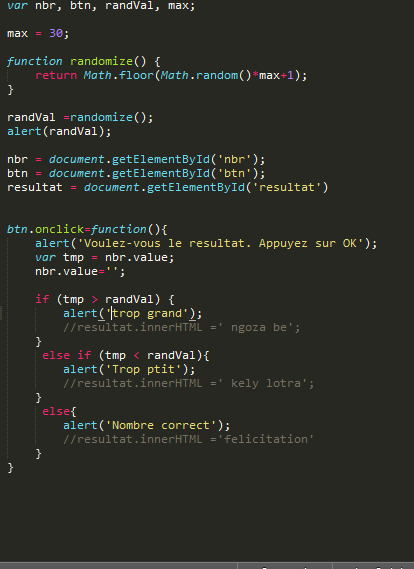 var nbr, btn, randVal, max;
max = 30;
function randomize() {
return Math.floor(Math.random()*max+1);
}
randVal =randomize();
alert(randVal);
nbr = document.getElementById('nbr');
btn = document.getElementById('btn');
resultat = document.getElementById('resultat')
btn.onclick=function(){
alert('Voulez-vous le resultat. Appuyez sur OK');
var tmp = nbr.value;
nbr.value='';
if (tmp > randVal) {
alert('trop grand');
//resultat.innerHTML =' ngoza be';
}
else if (tmp < randVal){
alert('Trop ptit');
//resultat.innerHTML =' kely lotra';
}
else{
alert('Nombre correct');
//resultat.innerHTML ='felicitation'
}
}